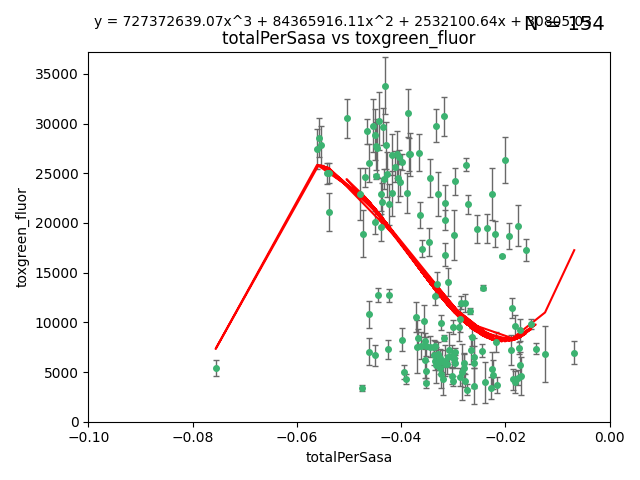 y = 727372639.07x^3 + 84365916.11x^2 + 2532100.64x +
N = 154
totalPerSasa vs toxgreen_fluor
35000
30000
25000
20000
15000
10000
5000
0
toxgreen_fluor
−0.10 −0.08 −0.06 −0.04 −0.02 0.00
totalPerSasa